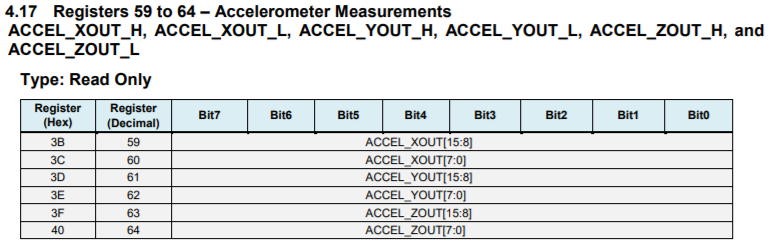 4.17 Registers 59 to 64 – Accelerometer Measurements
ACCEL_XOUT_H, ACCEL_XOUT_L, ACCEL_YOUT_H, ACCEL_YOUT_L, ACCEL_ZOUT_H, and
ACCEL_ZOUT_L
Type: Read Only
Register (Hex) Register (Decimal) Bit7 Bit6 Bit5 Bit4 Bit3 Bit2 Bit1 Bit0
3B 59 ACCEL_XOUT[15:8]
3C 60 ACCEL_XOUT[7:0]
3D 61 ACCEL_YOUT[15:8]
3E 62 ACCEL_YOUT[7:0]
3F 63 ACCEL_ZOUT[15:8]
40 64 ACCEL_ZOUT[7:0]